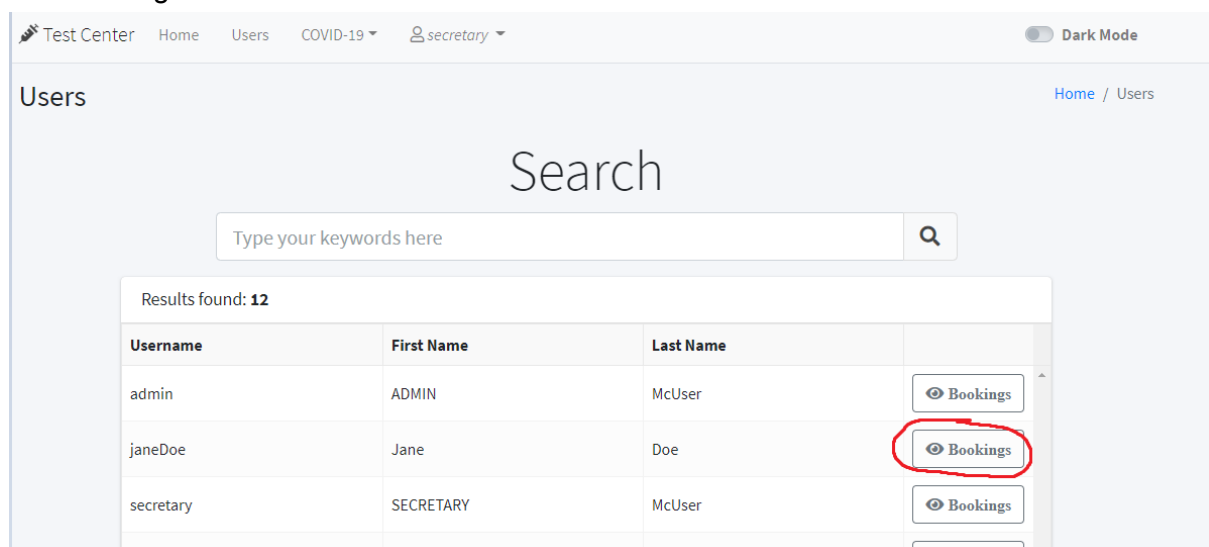 Test Center Home Users COVID-19 secretary Dark Mode
Users Home / Users
Search
Type your keywords here
Results found: 12
Username First Name Last Name
admin ADMIN McUser Bookings
janeDoe Jane Doe Bookings
secretary SECRETARY McUser Bookings